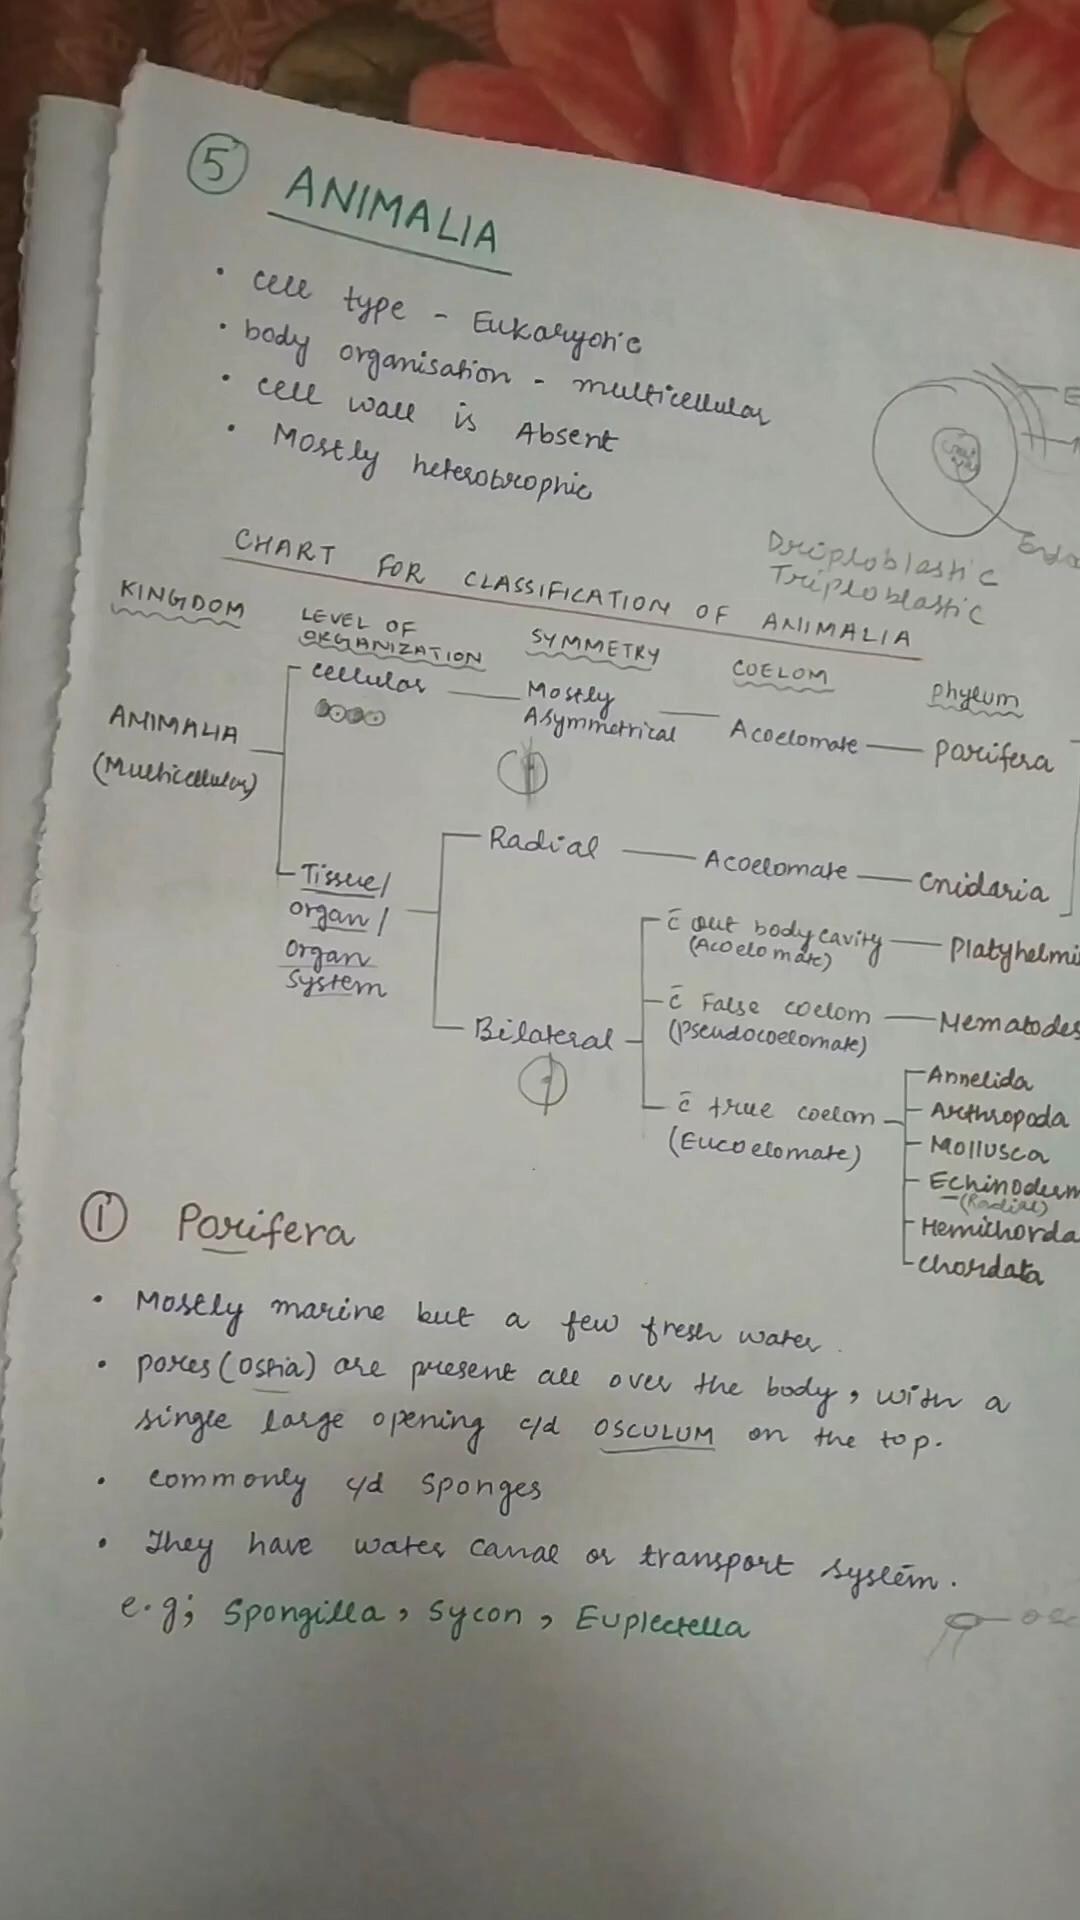 5 ANIMALIA
• cell type - Eukaryotic
• body organisation - multicellular
• cell wall is Absent
• Mostly heterotrophic
E
Endo
Driploblastic
Triploblastic
CHART FOR CLASSIFICATION OF ANIMALIA
KINGDOM
LEVEL OF
ORGANIZATION
SYMMETRY
COELOM
phylum
ANIMALIA
(Multicellular)
cellular
Mostly
Asymmetrical
Acoelomate
porifera
Tissue/
organ/
organ
system
Radial
Acoelomate
Cnidaria
Bilateral
c̄ out body cavity
(Acoelomate)
Platyhelmi
c̄ False coelom
(Pseudocoelomate)
Nematodes
c̄ true coelom
(Eucoelomate)
Annelida
Arthropoda
Mollusca
Echinoderm
(Radial)
Hemichorda
chordata
1 Porifera
• Mostly marine but a few fresh water.
• pores (Ostia) are present all over the body, with a
single large opening c/d OSCULUM on the top.
• commonly c/d sponges
• They have water canal or transport system.
e.g; Spongilla, Sycon, Euplectella
osc